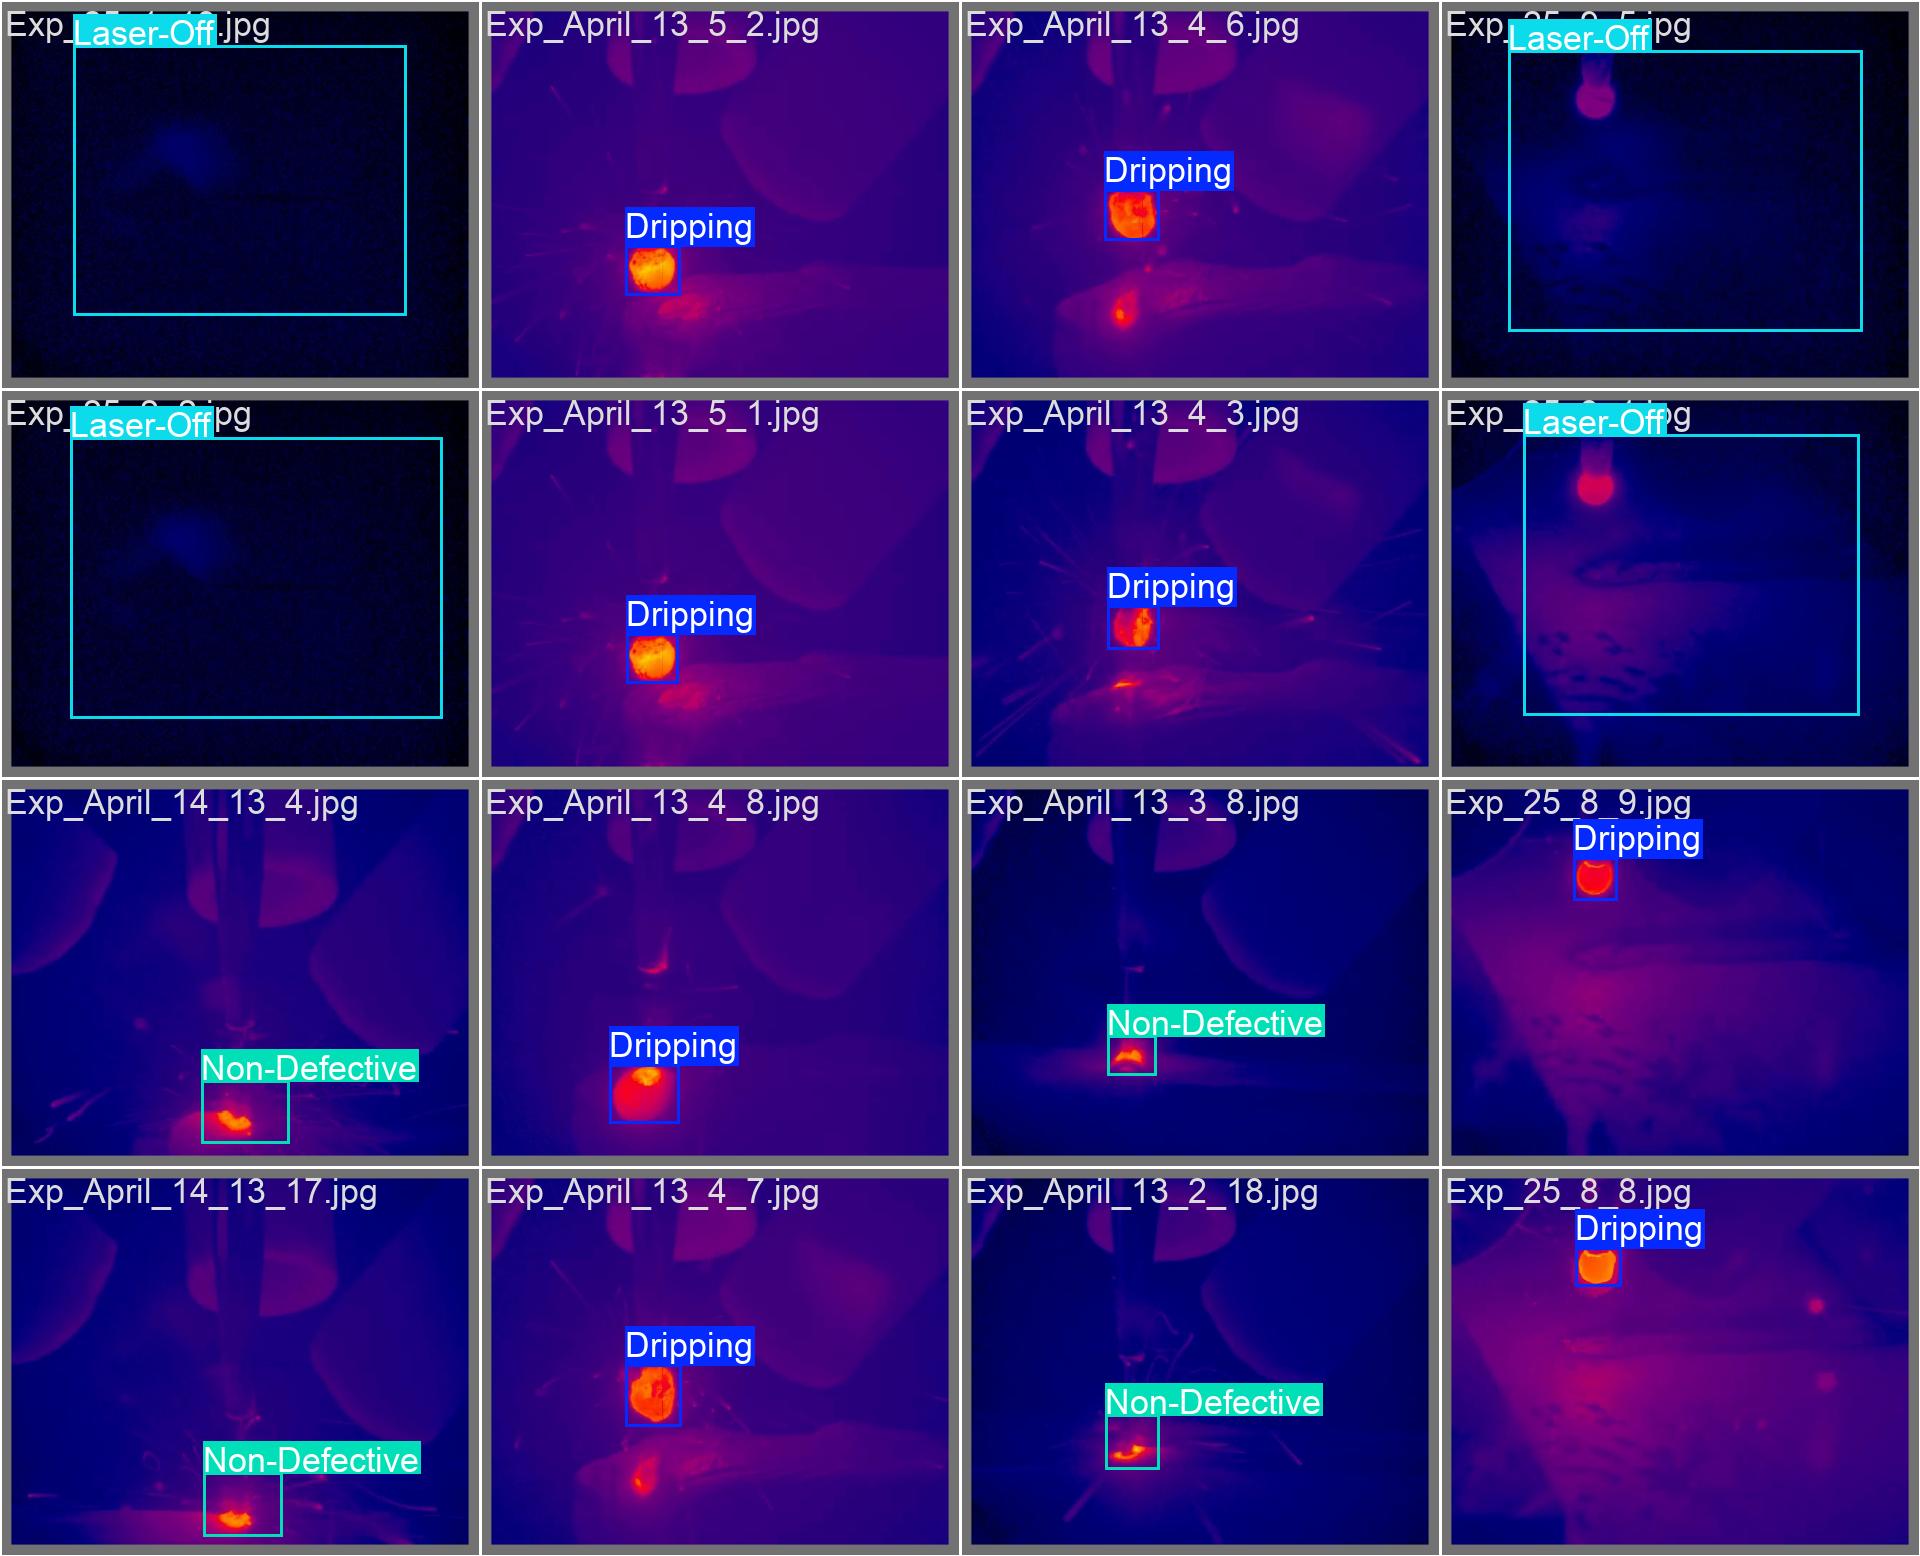 Exp_
Laser-Off
.jpg
Exp_April_13_5_2.jpg
Dripping
Exp_April_13_4_6.jpg
Dripping
Exp_
Laser-Off
jpg
Exp_
Laser-Off
jpg
Exp_April_13_5_1.jpg
Dripping
Exp_April_13_4_3.jpg
Dripping
Exp_
Laser-Off
Exp_April_14_13_4.jpg
Non-Defective
Exp_April_13_4_8.jpg
Dripping
Exp_April_13_3_8.jpg
Non-Defective
Exp_25_8_9.jpg
Dripping
Exp_April_14_13_17.jpg
Non-Defective
Exp_April_13_4_7.jpg
Dripping
Exp_April_13_2_18.jpg
Non-Defective
Exp_25_8_8.jpg
Dripping